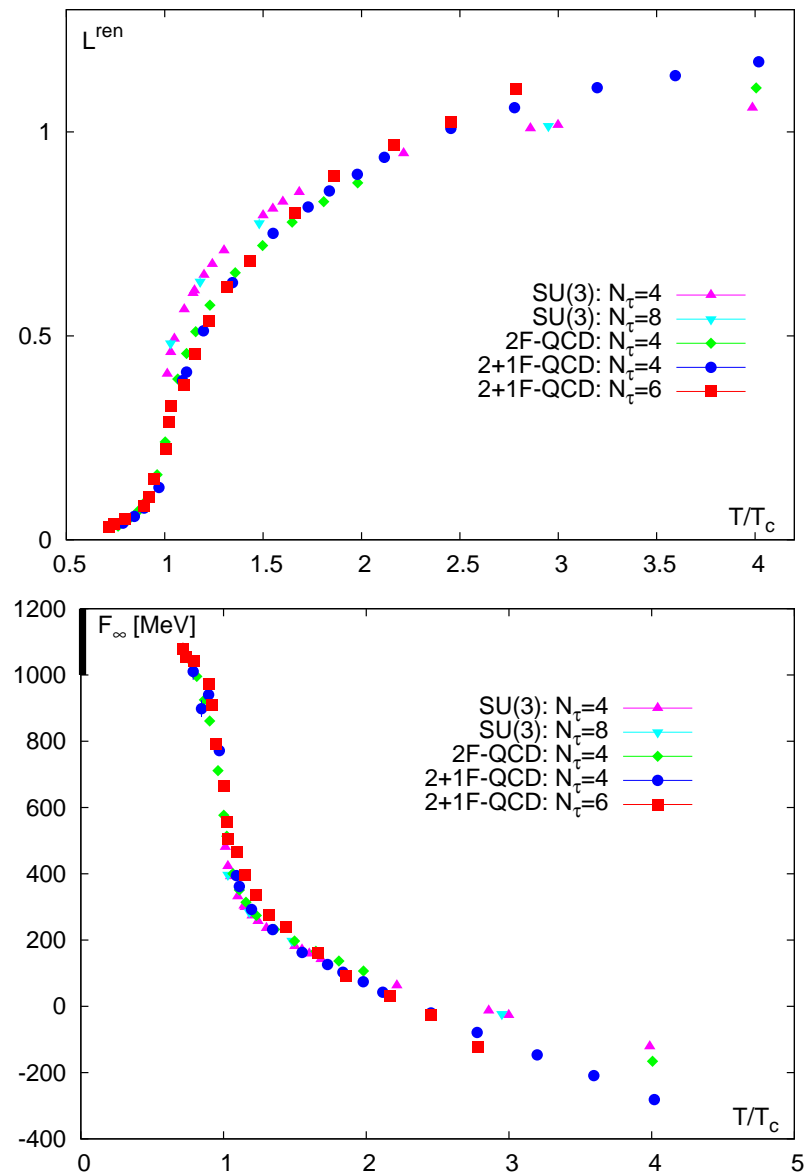 L^ren
1
0.5
0
SU(3): N_τ=4
SU(3): N_τ=8
2F-QCD: N_τ=4
2+1F-QCD: N_τ=4
2+1F-QCD: N_τ=6
T/T_c
0.5 1 1.5 2 2.5 3 3.5 4
F_∞ [MeV]
1200
1000
800
600
400
200
0
-200
-400
SU(3): N_τ=4
SU(3): N_τ=8
2F-QCD: N_τ=4
2+1F-QCD: N_τ=4
2+1F-QCD: N_τ=6
T/T_c
0 1 2 3 4 5